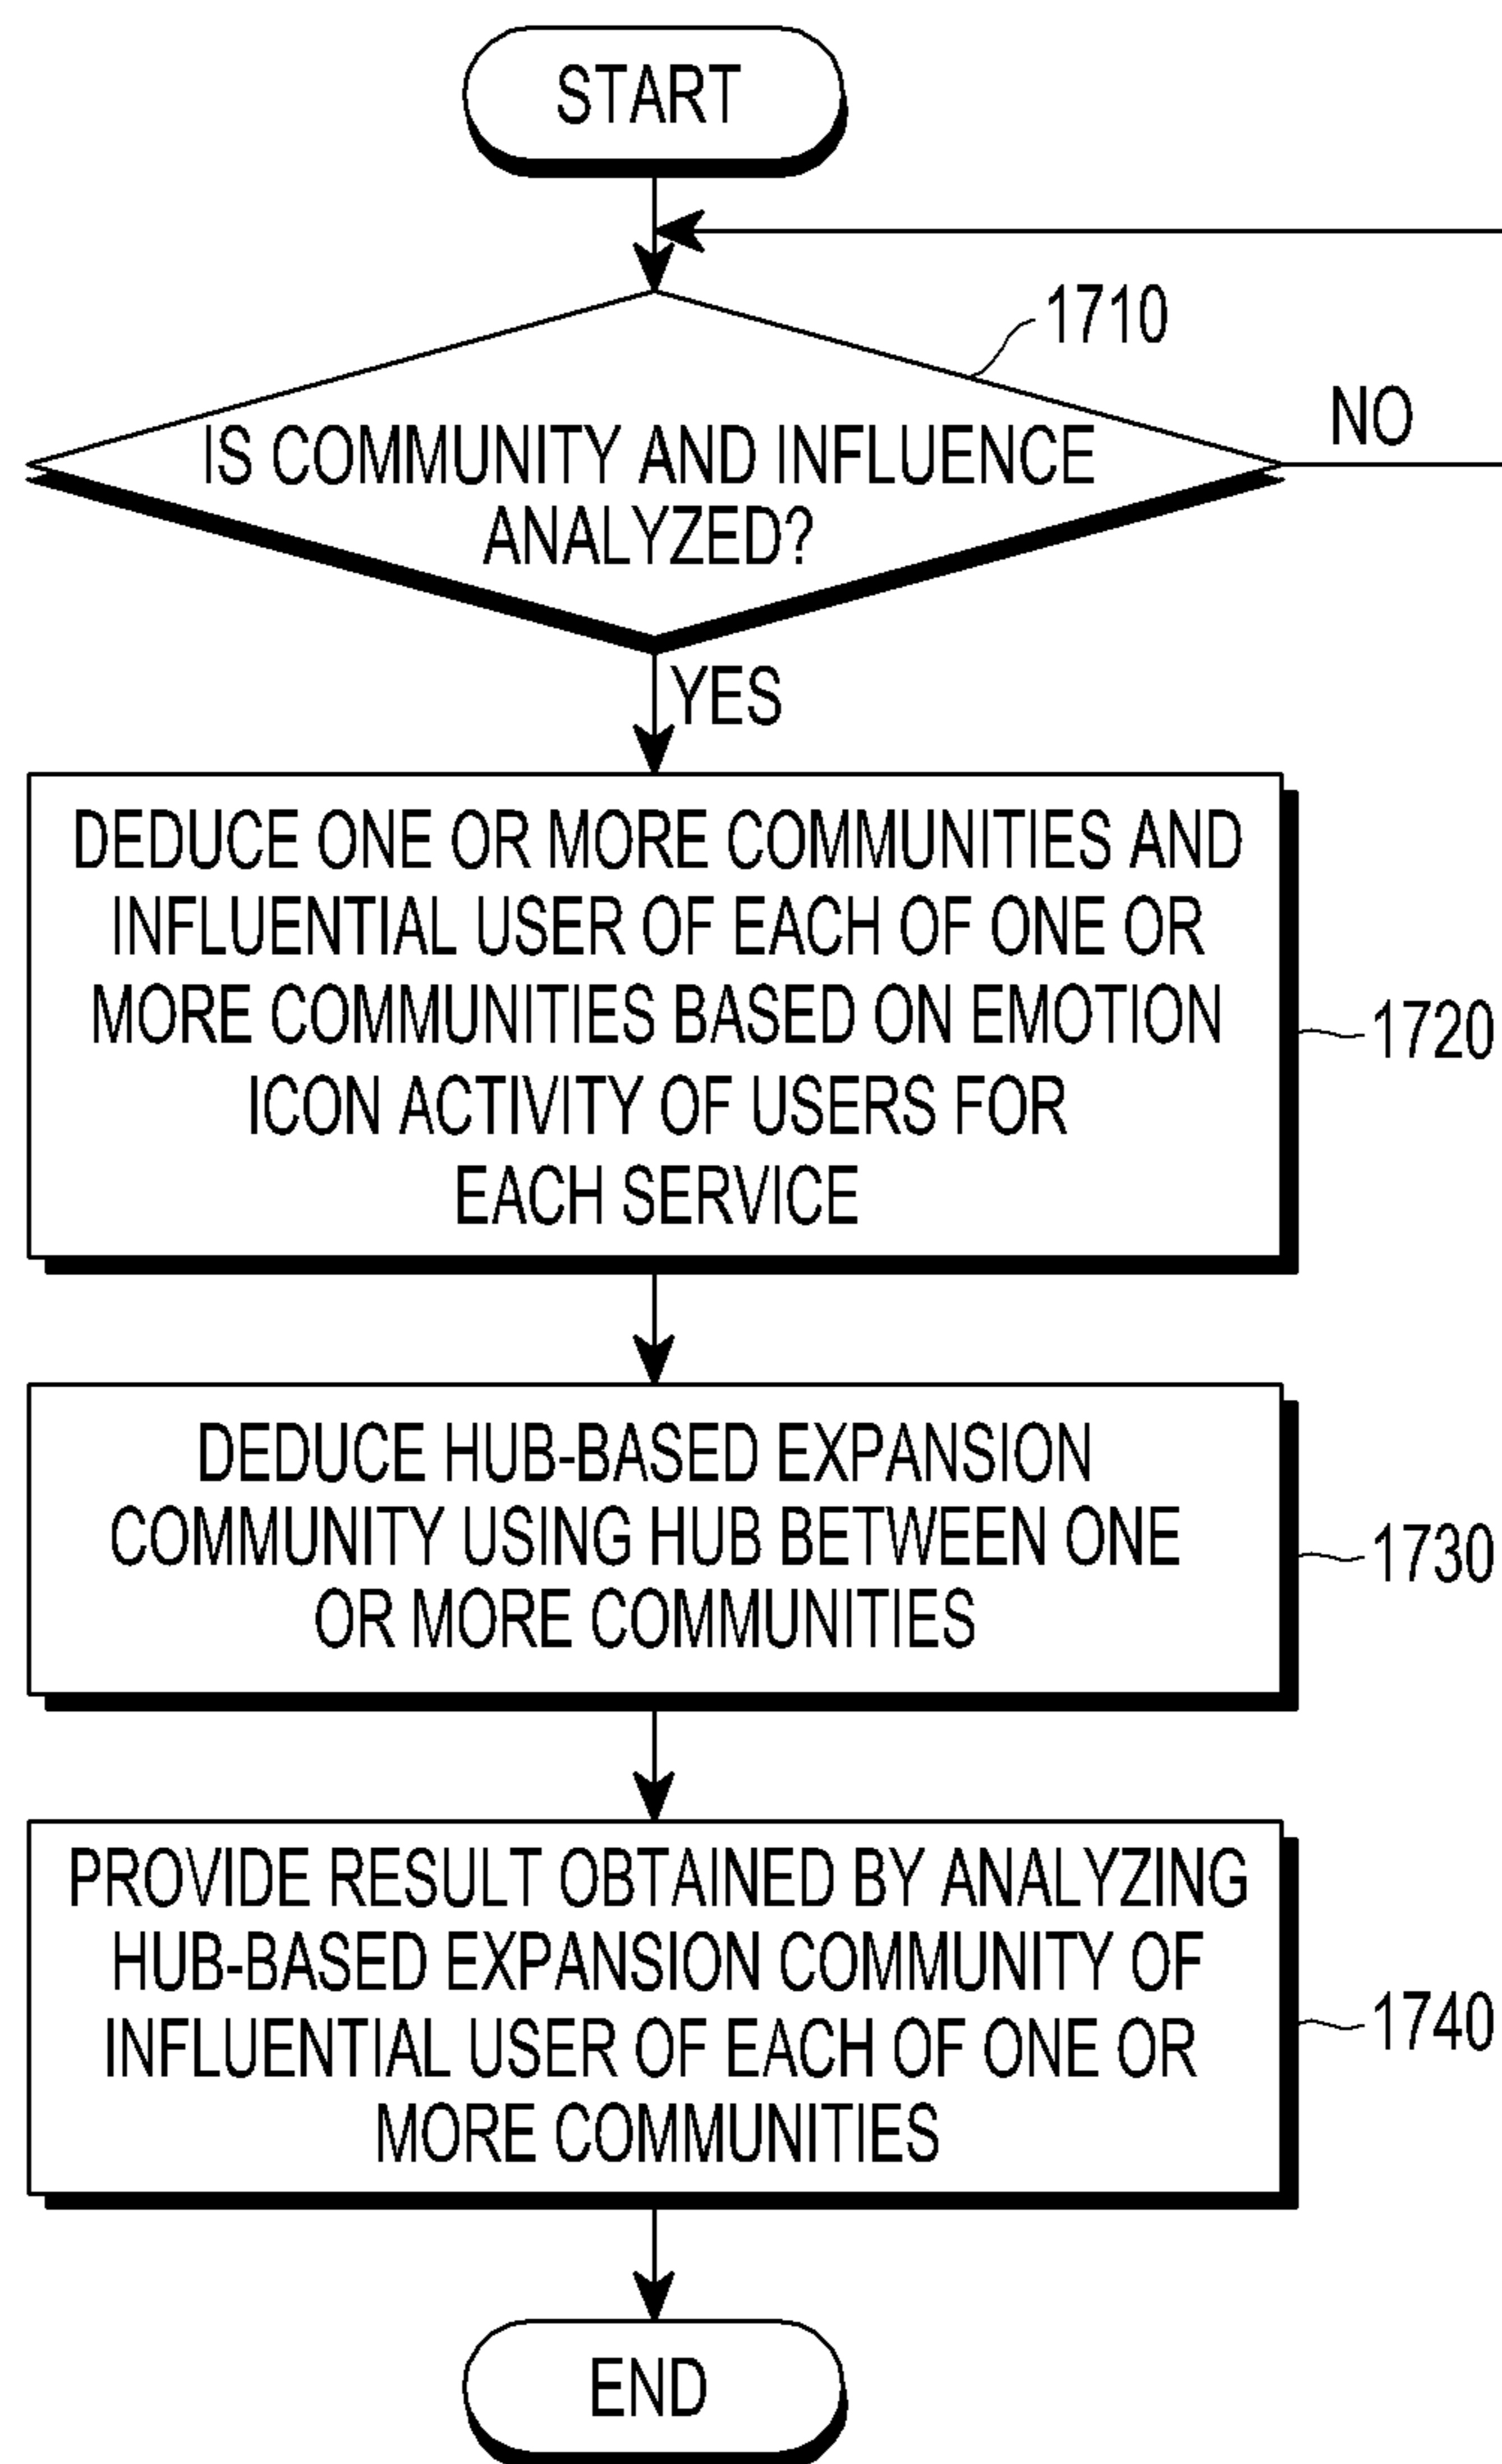 START
1710
NO
IS COMMUNITY AND INFLUENCE
ANALYZED?
YES
DEDUCE ONE OR MORE COMMUNITIES AND
INFLUENTIAL USER OF EACH OF ONE OR
MORE COMMUNITIES BASED ON EMOTION
ICON ACTIVITY OF USERS FOR
EACH SERVICE
1720
DEDUCE HUB-BASED EXPANSION
COMMUNITY USING HUB BETWEEN ONE
OR MORE COMMUNITIES
1730
PROVIDE RESULT OBTAINED BY ANALYZING
HUB-BASED EXPANSION COMMUNITY OF
INFLUENTIAL USER OF EACH OF ONE OR
MORE COMMUNITIES
1740
END